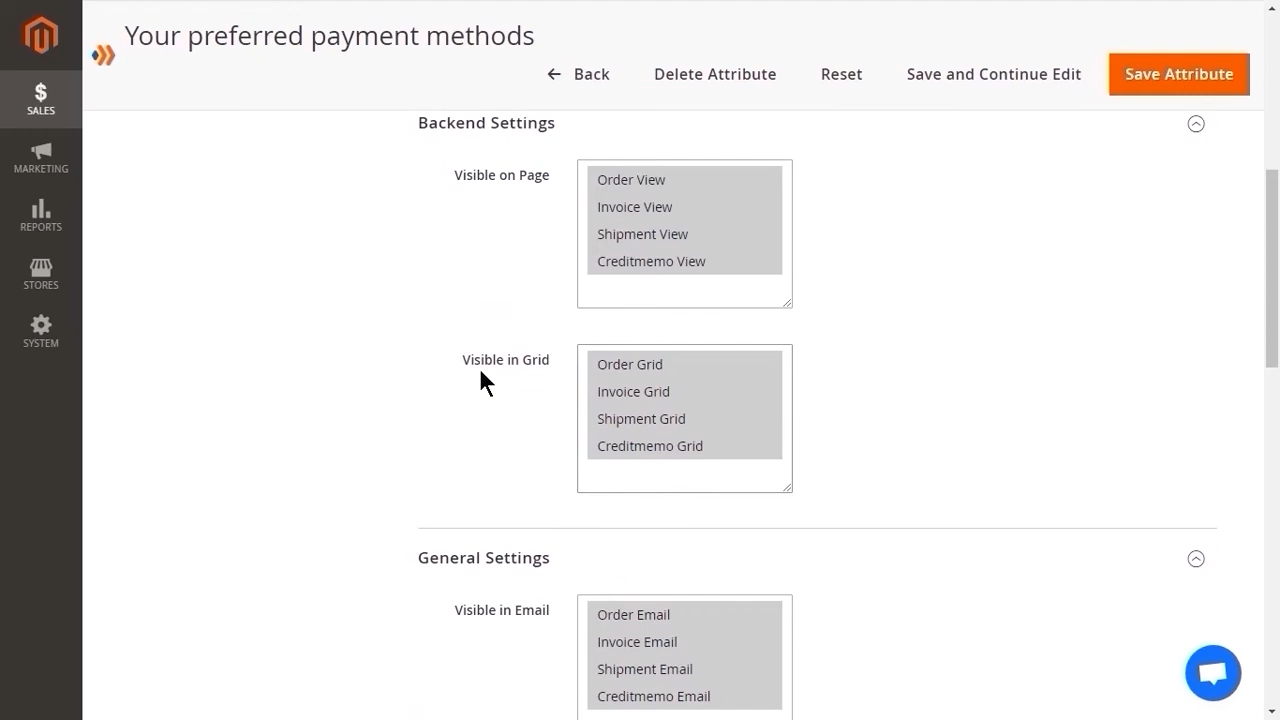 Your preferred payment methods
Back
Delete Attribute
Reset
Save and Continue Edit
Save Attribute
SALES
MARKETING
REPORTS
STORES
SYSTEM
Backend Settings
Visible on Page
Order View
Invoice View
Shipment View
Creditmemo View
Visible in Grid
Order Grid
Invoice Grid
Shipment Grid
Creditmemo Grid
General Settings
Visible in Email
Order Email
Invoice Email
Shipment Email
Creditmemo Email